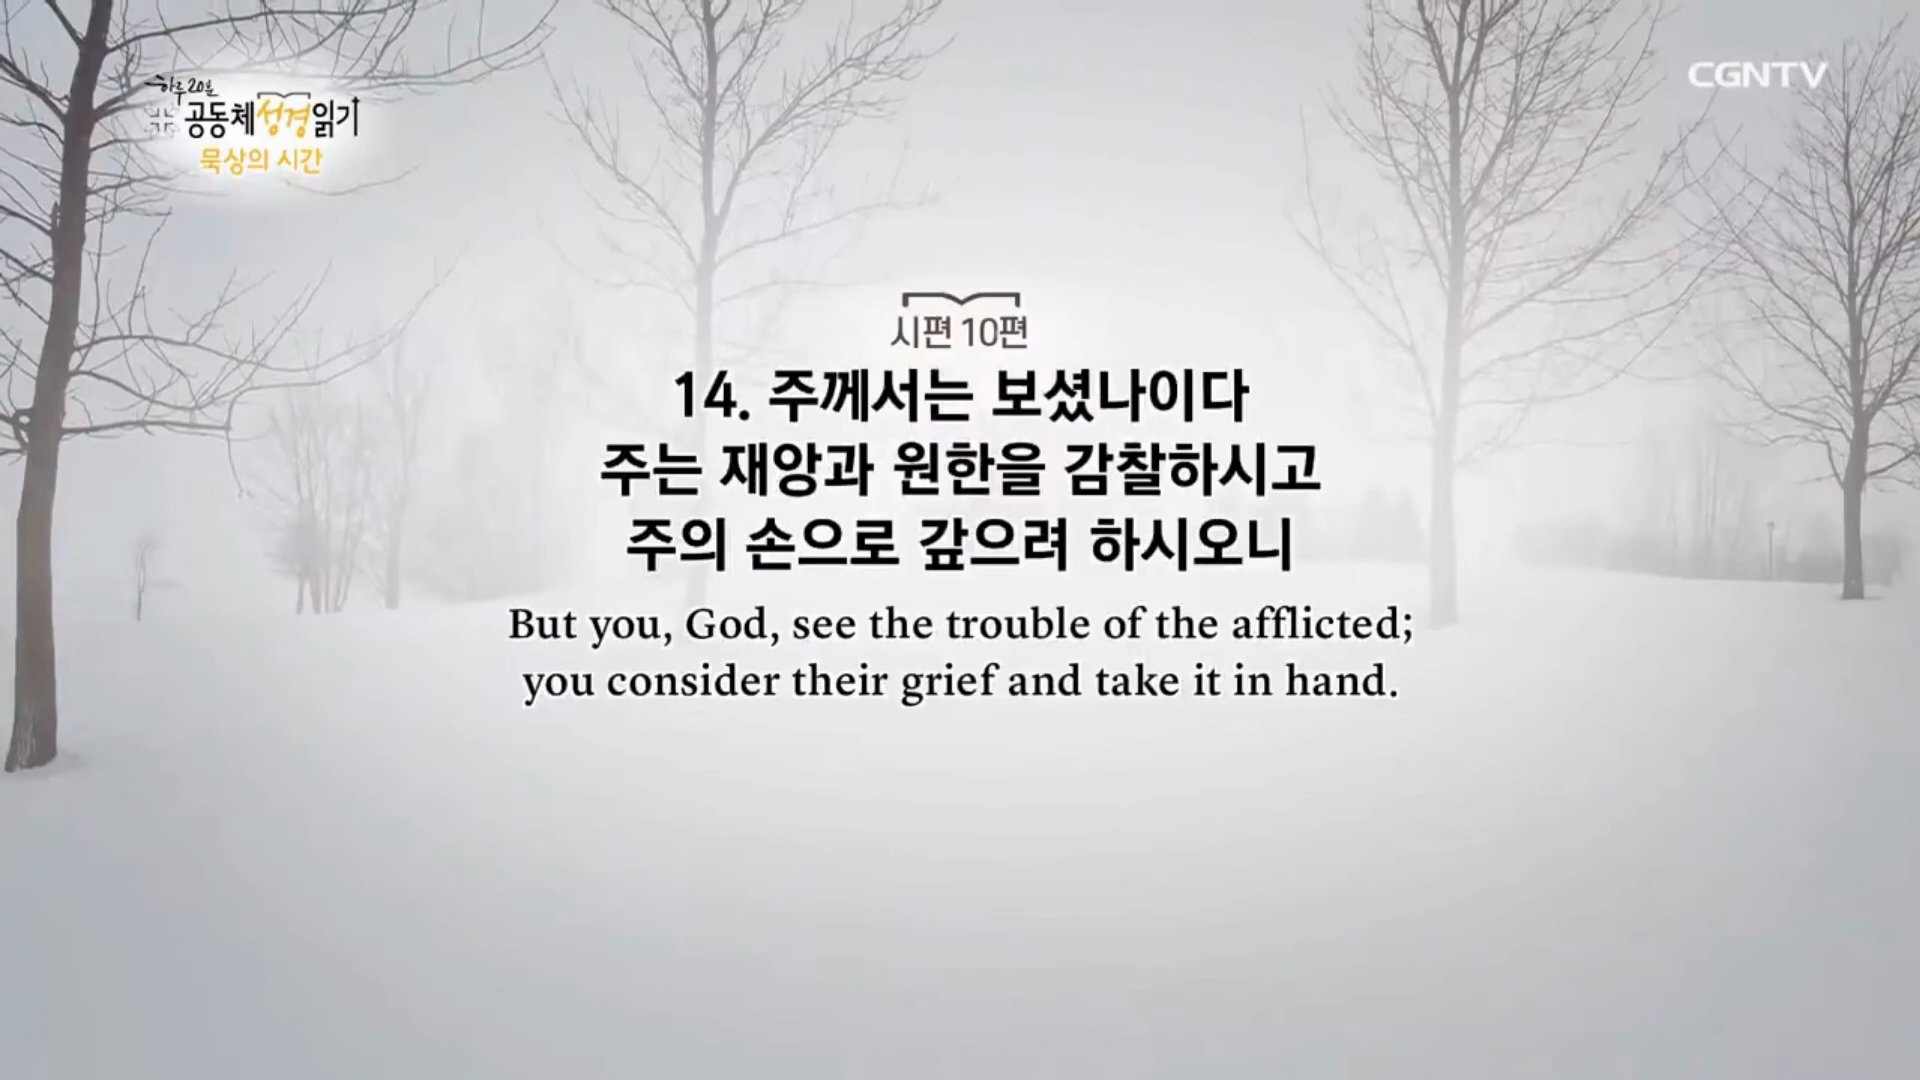 하루 20분
공동체성경읽기
묵상의 시간
CGNTV
시편 10편
14. 주께서는 보셨나이다
주는 재앙과 원한을 감찰하시고
주의 손으로 갚으려 하시오니
But you, God, see the trouble of the afflicted;
you consider their grief and take it in hand.